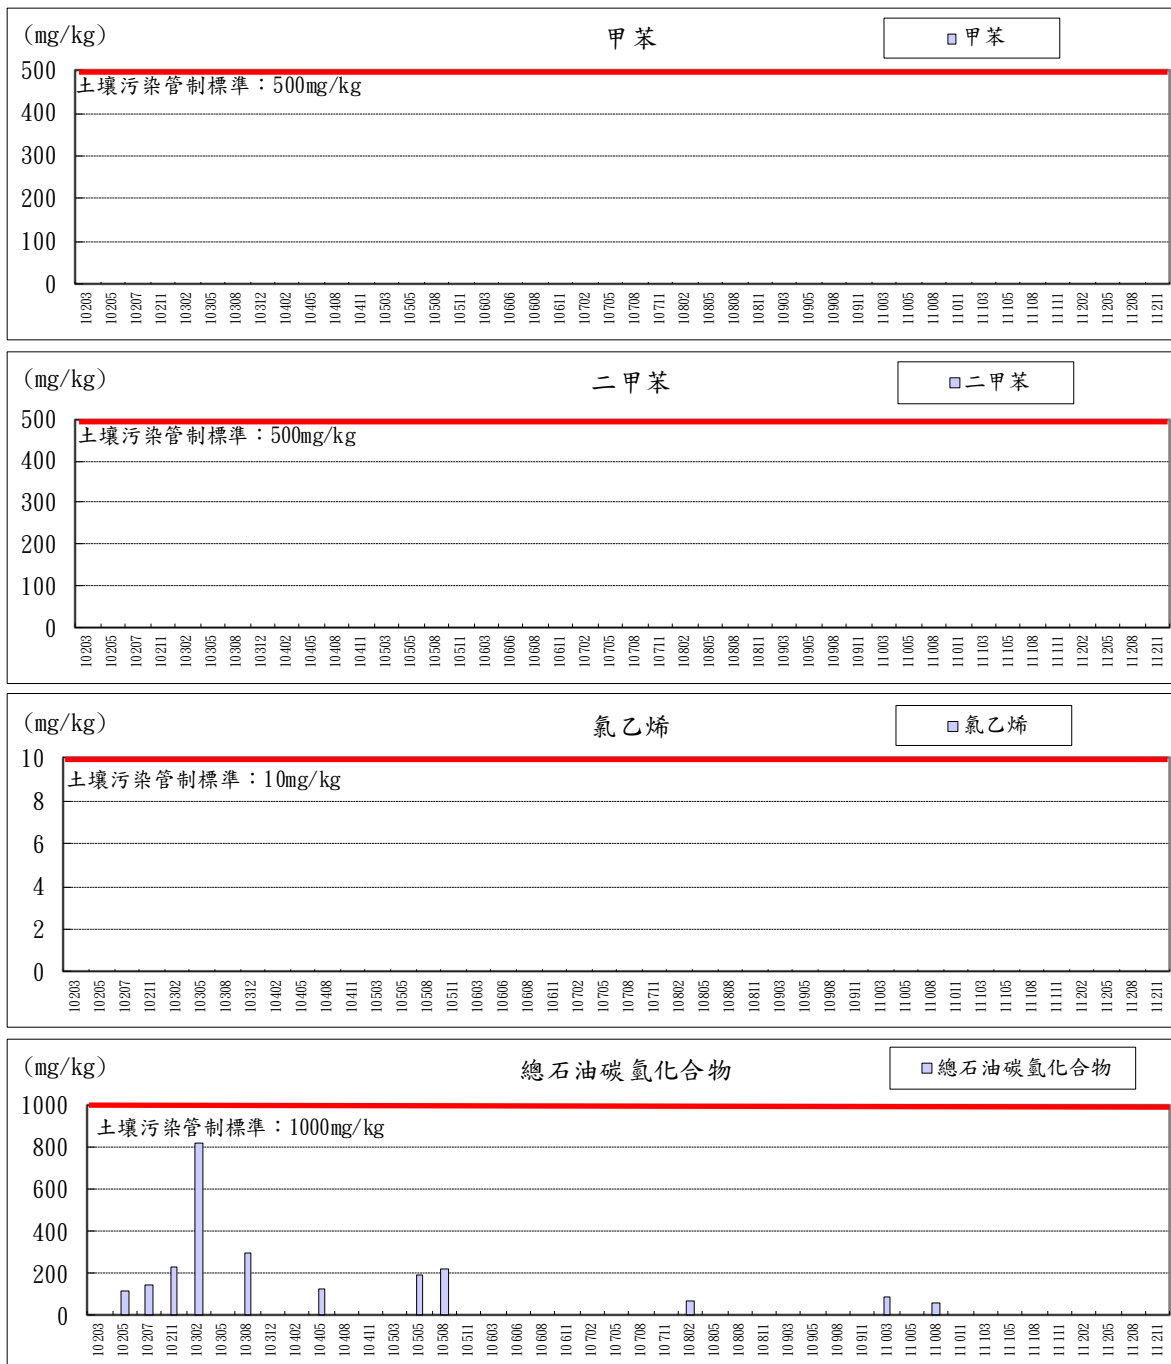 (mg/kg)
甲苯
甲苯
500
土壤污染管制標準：500mg/kg
400
300
200
100
0
10203 10205 10207 10211 10302 10305 10308 10312 10402 10405 10408 10411 10503 10505 10508 10511 10603 10606 10608 10611 10702 10705 10708 10711 10802 10805 10808 10811 10903 10905 10908 10911 11003 11005 11008 11011 11103 11105 11108 11111 11202 11205 11208 11211
(mg/kg)
二甲苯
二甲苯
500
土壤污染管制標準：500mg/kg
400
300
200
100
0
10203 10205 10207 10211 10302 10305 10308 10312 10402 10405 10408 10411 10503 10505 10508 10511 10603 10606 10608 10611 10702 10705 10708 10711 10802 10805 10808 10811 10903 10905 10908 10911 11003 11005 11008 11011 11103 11105 11108 11111 11202 11205 11208 11211
(mg/kg)
氯乙烯
氯乙烯
10
土壤污染管制標準：10mg/kg
8
6
4
2
0
10203 10205 10207 10211 10302 10305 10308 10312 10402 10405 10408 10411 10503 10505 10508 10511 10603 10606 10608 10611 10702 10705 10708 10711 10802 10805 10808 10811 10903 10905 10908 10911 11003 11005 11008 11011 11103 11105 11108 11111 11202 11205 11208 11211
(mg/kg)
總石油碳氫化合物
總石油碳氫化合物
1000
土壤污染管制標準：1000mg/kg
800
600
400
200
0
10203 10205 10207 10211 10302 10305 10308 10312 10402 10405 10408 10411 10503 10505 10508 10511 10603 10606 10608 10611 10702 10705 10708 10711 10802 10805 10808 10811 10903 10905 10908 10911 11003 11005 11008 11011 11103 11105 11108 11111 11202 11205 11208 11211